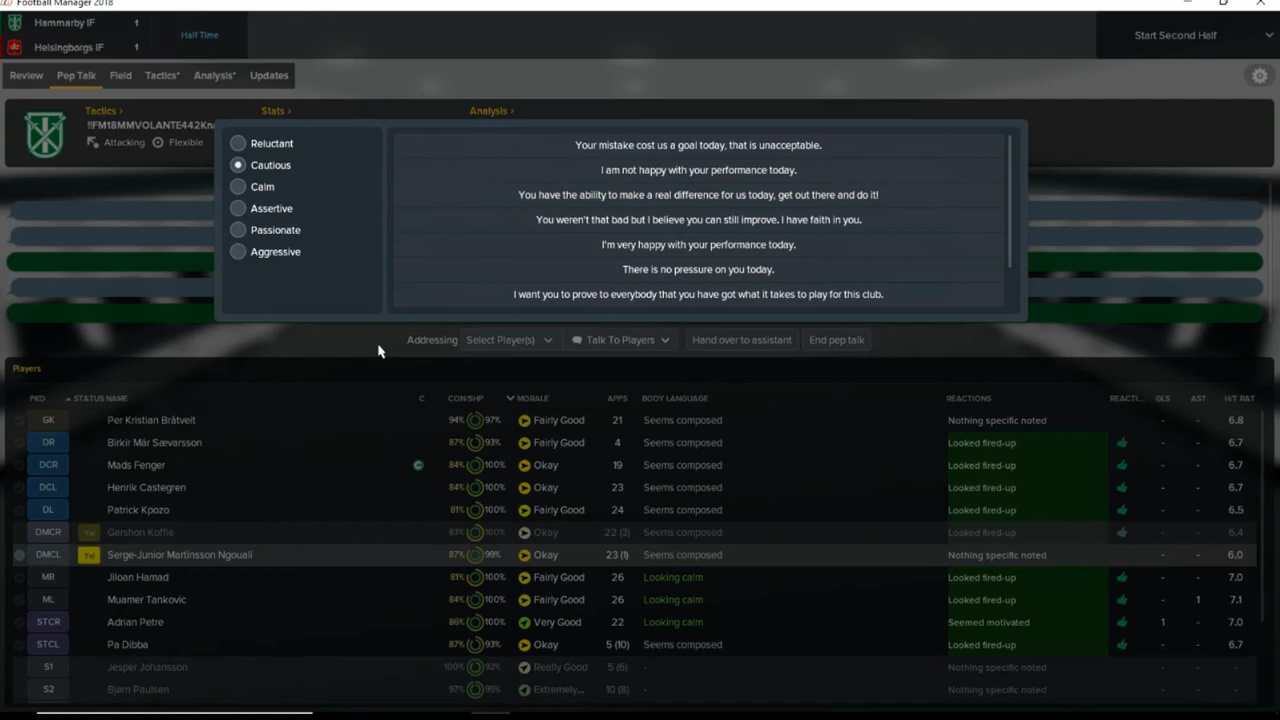 Football Manager 2018
Hammarby IF 1
Helsingborgs IF 1
Half Time
Start Second Half
Review Pep Talk Field Tactics* Analysis* Updates
Tactics > Stats > Analysis >
!!FM18MMVOLANTE442Kn
Attacking Flexible
Reluctant
Cautious
Calm
Assertive
Passionate
Aggressive
Your mistake cost us a goal today, that is unacceptable.
I am not happy with your performance today.
You have the ability to make a real difference for us today, get out there and do it!
You weren't that bad but I believe you can still improve. I have faith in you.
I'm very happy with your performance today.
There is no pressure on you today.
I want you to prove to everybody that you have got what it takes to play for this club.
Addressing Select Player(s) Talk To Players Hand over to assistant End pep talk
Players
PKD STATUS NAME C CON/SHP MORALE APPS BODY LANGUAGE REACTIONS REACTI... GLS AST H/T RAT
GK Per Kristian Bråtveit 94% 97% Fairly Good 21 Seems composed Nothing specific noted - - 6.8
DR Birkir Már Sævarsson 87% 93% Fairly Good 4 Seems composed Looked fired-up - - 6.7
DCR Mads Fenger C 84% 100% Okay 19 Seems composed Looked fired-up - - 6.7
DCL Henrik Castegren 84% 100% Okay 23 Seems composed Looked fired-up - - 6.7
DL Patrick Kpozo 81% 100% Fairly Good 24 Seems composed Looked fired-up - - 6.5
DMCR Yel Gershon Koffie 83% 100% Okay 22 (3) Seems composed Looked fired-up - - 6.4
DMCL Yel Serge-Junior Martinsson Ngouali 87% 99% Okay 23 (1) Seems composed Nothing specific noted - - 6.0
MR Jiloan Hamad 81% 100% Fairly Good 26 Looking calm Looked fired-up - - 7.0
ML Muamer Tankovic 84% 100% Fairly Good 26 Looking calm Looked fired-up - 1 7.1
STCR Adrian Petre 86% 100% Very Good 22 Looking calm Seemed motivated 1 - 7.0
STCL Pa Dibba 87% 93% Okay 5 (10) Seems composed Looked fired-up - - 6.7
S1 Jesper Johansson 100% 92% Really Good 5 (6) - Nothing specific noted - - -
S2 Bjørn Paulsen 97% 95% Extremely... 10 (8) - Nothing specific noted - - -